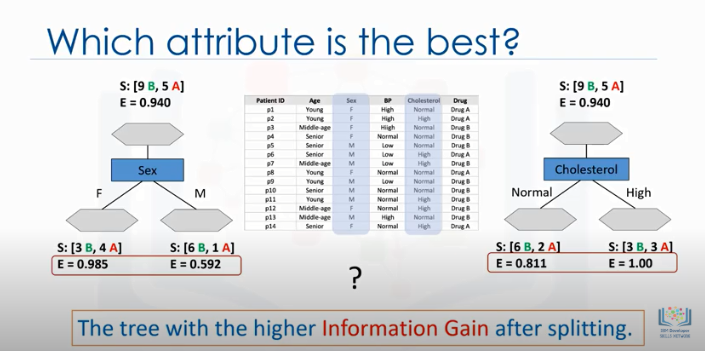 Which attribute is the best?
S: [9 B, 5 A]
E = 0.940
Sex
F
M
S: [3 B, 4 A]
S: [6 B, 1 A]
E = 0.985
E = 0.592
Patient ID Age Sex BP Cholesterol Drug
p1 Young F High Normal Drug A
p2 Young F High High Drug A
p3 Middle-age F High Normal Drug B
p4 Senior F Normal Normal Drug B
p5 Senior M Low Normal Drug B
p6 Senior M Low High Drug A
p7 Middle-age M Low High Drug B
p8 Young F Normal Normal Drug A
p9 Young M Low Normal Drug B
p10 Senior M Normal Normal Drug B
p11 Young M Normal High Drug B
p12 Middle-age F Normal High Drug B
p13 Middle-age M High Normal Drug B
p14 Senior F Normal High Drug A
S: [9 B, 5 A]
E = 0.940
Cholesterol
Normal
High
S: [6 B, 2 A]
S: [3 B, 3 A]
E = 0.811
E = 1.00
?
The tree with the higher Information Gain after splitting.
SKILLS NETWORK